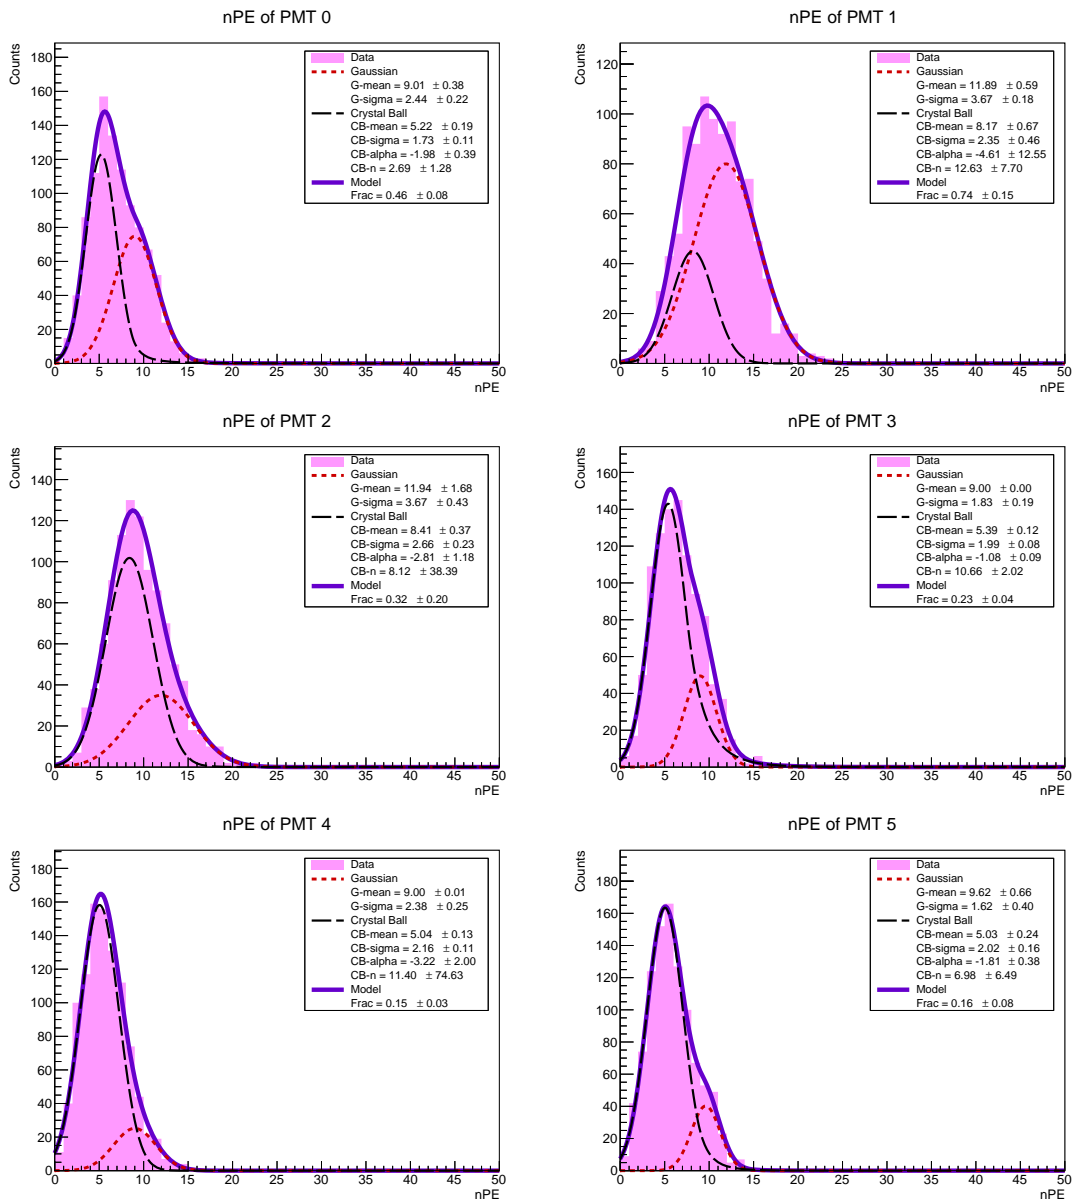 nPE of PMT 0
Counts
180
160
140
120
100
80
60
40
20
0
0 5 10 15 20 25 30 35 40 45 50
nPE
Data
Gaussian
G-mean = 9.01 ± 0.38
G-sigma = 2.44 ± 0.22
Crystal Ball
CB-mean = 5.22 ± 0.19
CB-sigma = 1.73 ± 0.11
CB-alpha = -1.98 ± 0.39
CB-n = 2.69 ± 1.28
Model
Frac = 0.46 ± 0.08
nPE of PMT 1
Counts
120
100
80
60
40
20
0
0 5 10 15 20 25 30 35 40 45 50
nPE
Data
Gaussian
G-mean = 11.89 ± 0.59
G-sigma = 3.67 ± 0.18
Crystal Ball
CB-mean = 8.17 ± 0.67
CB-sigma = 2.35 ± 0.46
CB-alpha = -4.61 ± 12.55
CB-n = 12.63 ± 7.70
Model
Frac = 0.74 ± 0.15
nPE of PMT 2
Counts
140
120
100
80
60
40
20
0
0 5 10 15 20 25 30 35 40 45 50
nPE
Data
Gaussian
G-mean = 11.94 ± 1.68
G-sigma = 3.67 ± 0.43
Crystal Ball
CB-mean = 8.41 ± 0.37
CB-sigma = 2.66 ± 0.23
CB-alpha = -2.81 ± 1.18
CB-n = 8.12 ± 38.39
Model
Frac = 0.32 ± 0.20
nPE of PMT 3
Counts
160
140
120
100
80
60
40
20
0
0 5 10 15 20 25 30 35 40 45 50
nPE
Data
Gaussian
G-mean = 9.00 ± 0.00
G-sigma = 1.83 ± 0.19
Crystal Ball
CB-mean = 5.39 ± 0.12
CB-sigma = 1.99 ± 0.08
CB-alpha = -1.08 ± 0.09
CB-n = 10.66 ± 2.02
Model
Frac = 0.23 ± 0.04
nPE of PMT 4
Counts
180
160
140
120
100
80
60
40
20
0
0 5 10 15 20 25 30 35 40 45 50
nPE
Data
Gaussian
G-mean = 9.00 ± 0.01
G-sigma = 2.38 ± 0.25
Crystal Ball
CB-mean = 5.04 ± 0.13
CB-sigma = 2.16 ± 0.11
CB-alpha = -3.22 ± 2.00
CB-n = 11.40 ± 74.63
Model
Frac = 0.15 ± 0.03
nPE of PMT 5
Counts
180
160
140
120
100
80
60
40
20
0
0 5 10 15 20 25 30 35 40 45 50
nPE
Data
Gaussian
G-mean = 9.62 ± 0.66
G-sigma = 1.62 ± 0.40
Crystal Ball
CB-mean = 5.03 ± 0.24
CB-sigma = 2.02 ± 0.16
CB-alpha = -1.81 ± 0.38
CB-n = 6.98 ± 6.49
Model
Frac = 0.16 ± 0.08